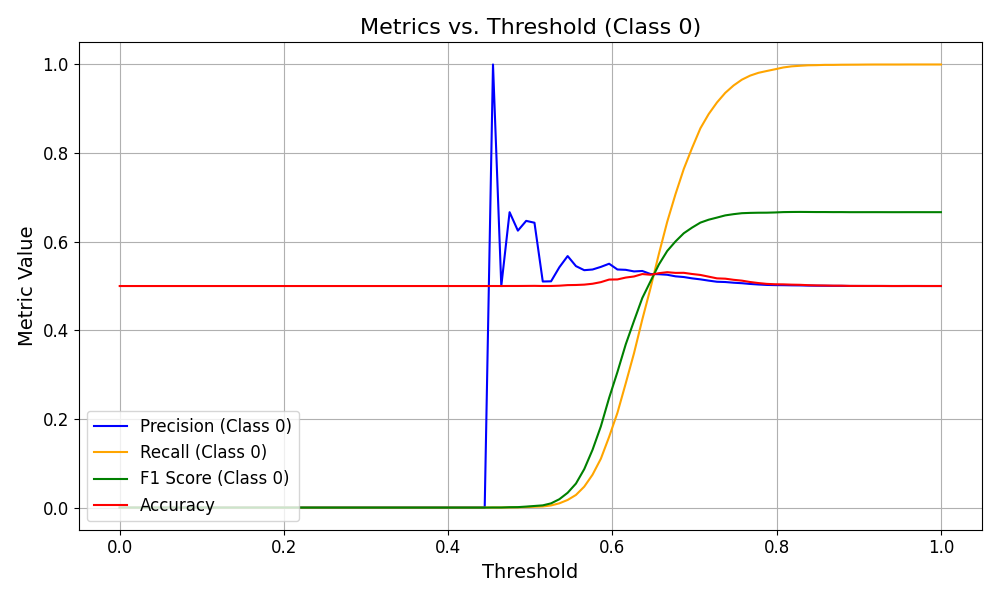 Metrics vs. Threshold (Class 0)
Metric Value
1.0
0.8
0.6
0.4
0.2
0.0
Precision (Class 0)
Recall (Class 0)
F1 Score (Class 0)
Accuracy
0.0 0.2 0.4 0.6 0.8 1.0
Threshold